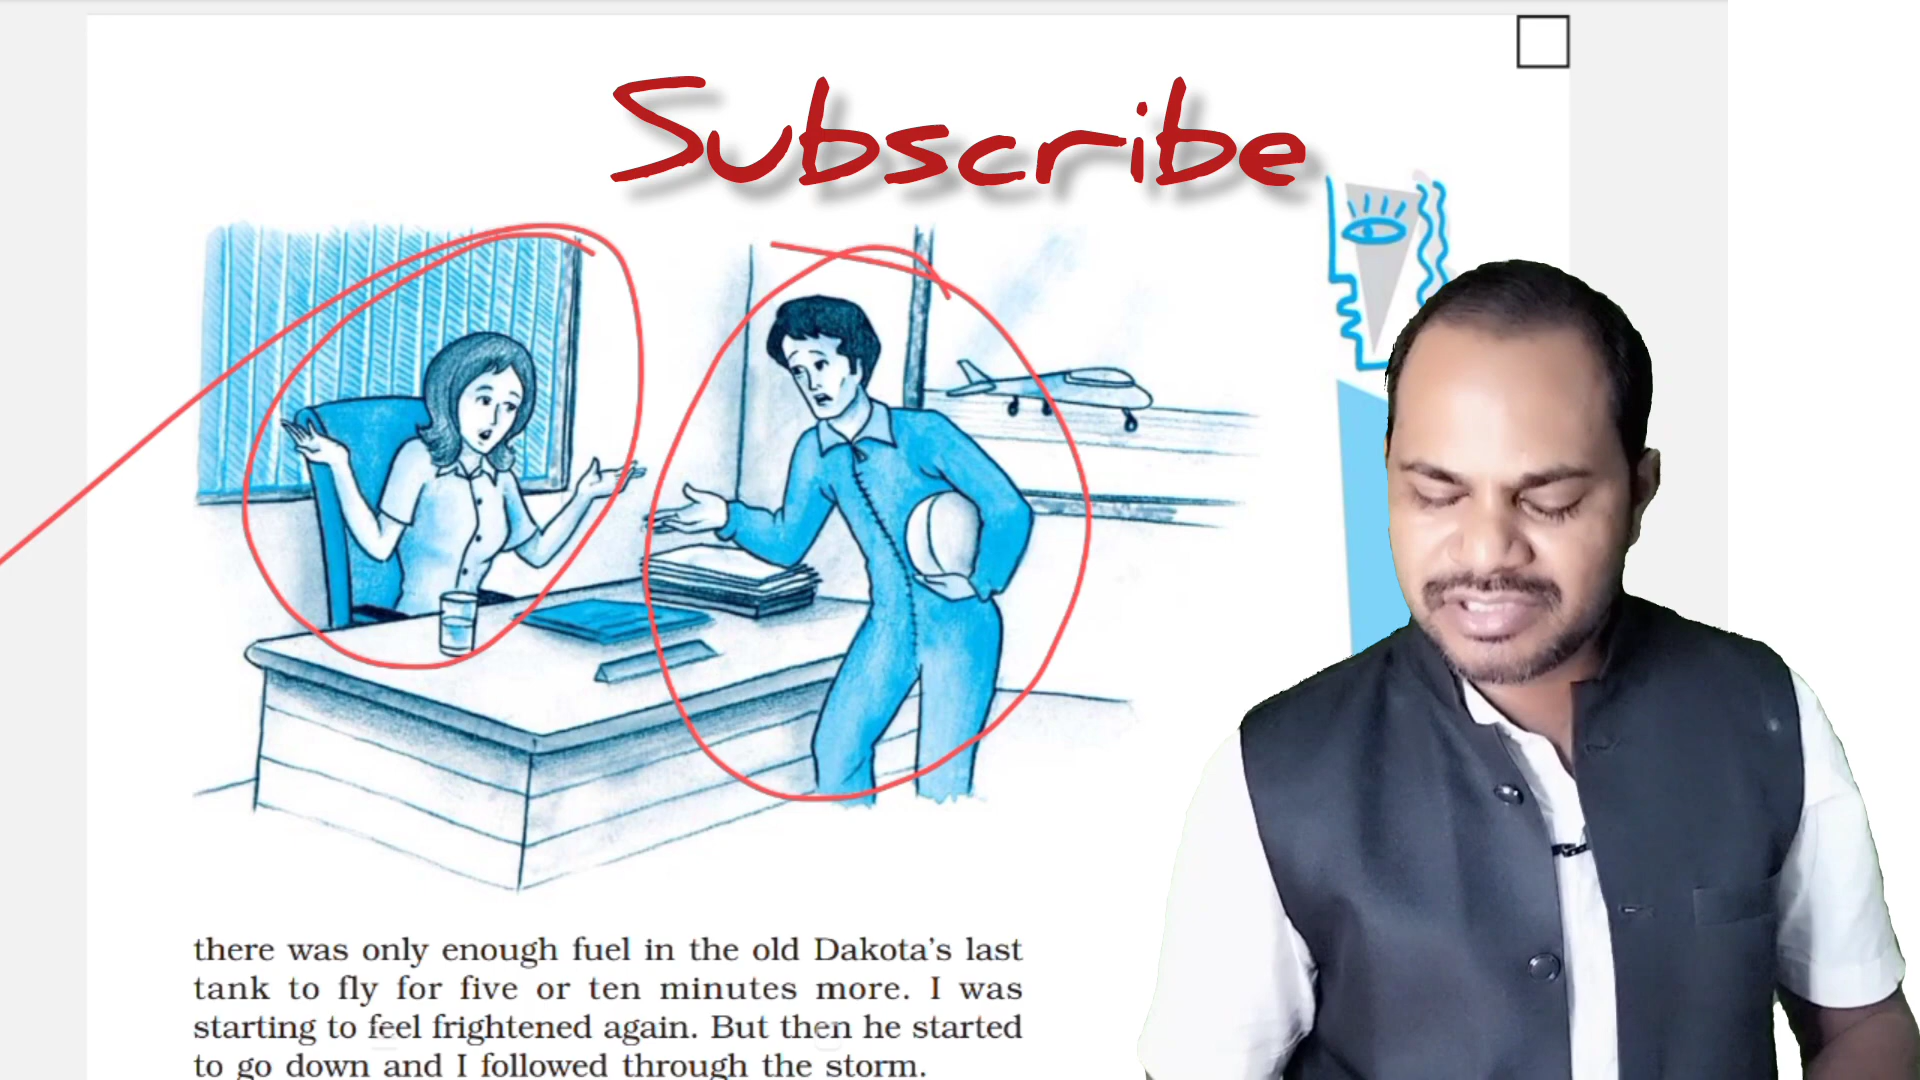 Subscribe
there was only enough fuel in the old Dakota’s last
tank to fly for five or ten minutes more. I was
starting to feel frightened again. But then he started
to go down and I followed through the storm.